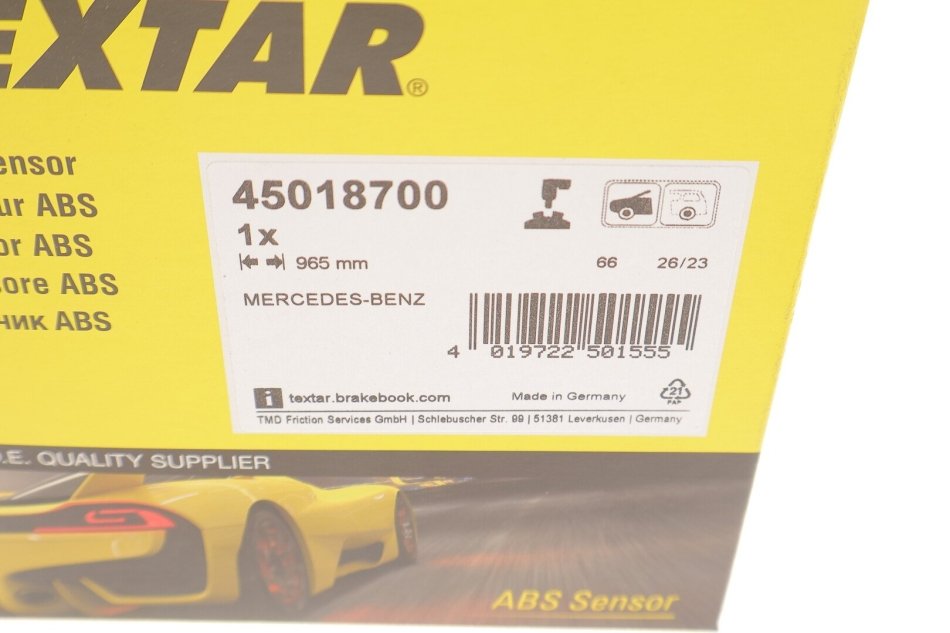 EXTAR®
ensor
ur ABS
or ABS
sore ABS
чик ABS
45018700
1x
965 mm
66 26/23
MERCEDES-BENZ
4 019722 501555
i textar.brakebook.com
Made in Germany
21
PAP
TMD Friction Services GmbH | Schlebuscher Str. 99 | 51381 Leverkusen | Germany
O.E. QUALITY SUPPLIER
ABS Sensor